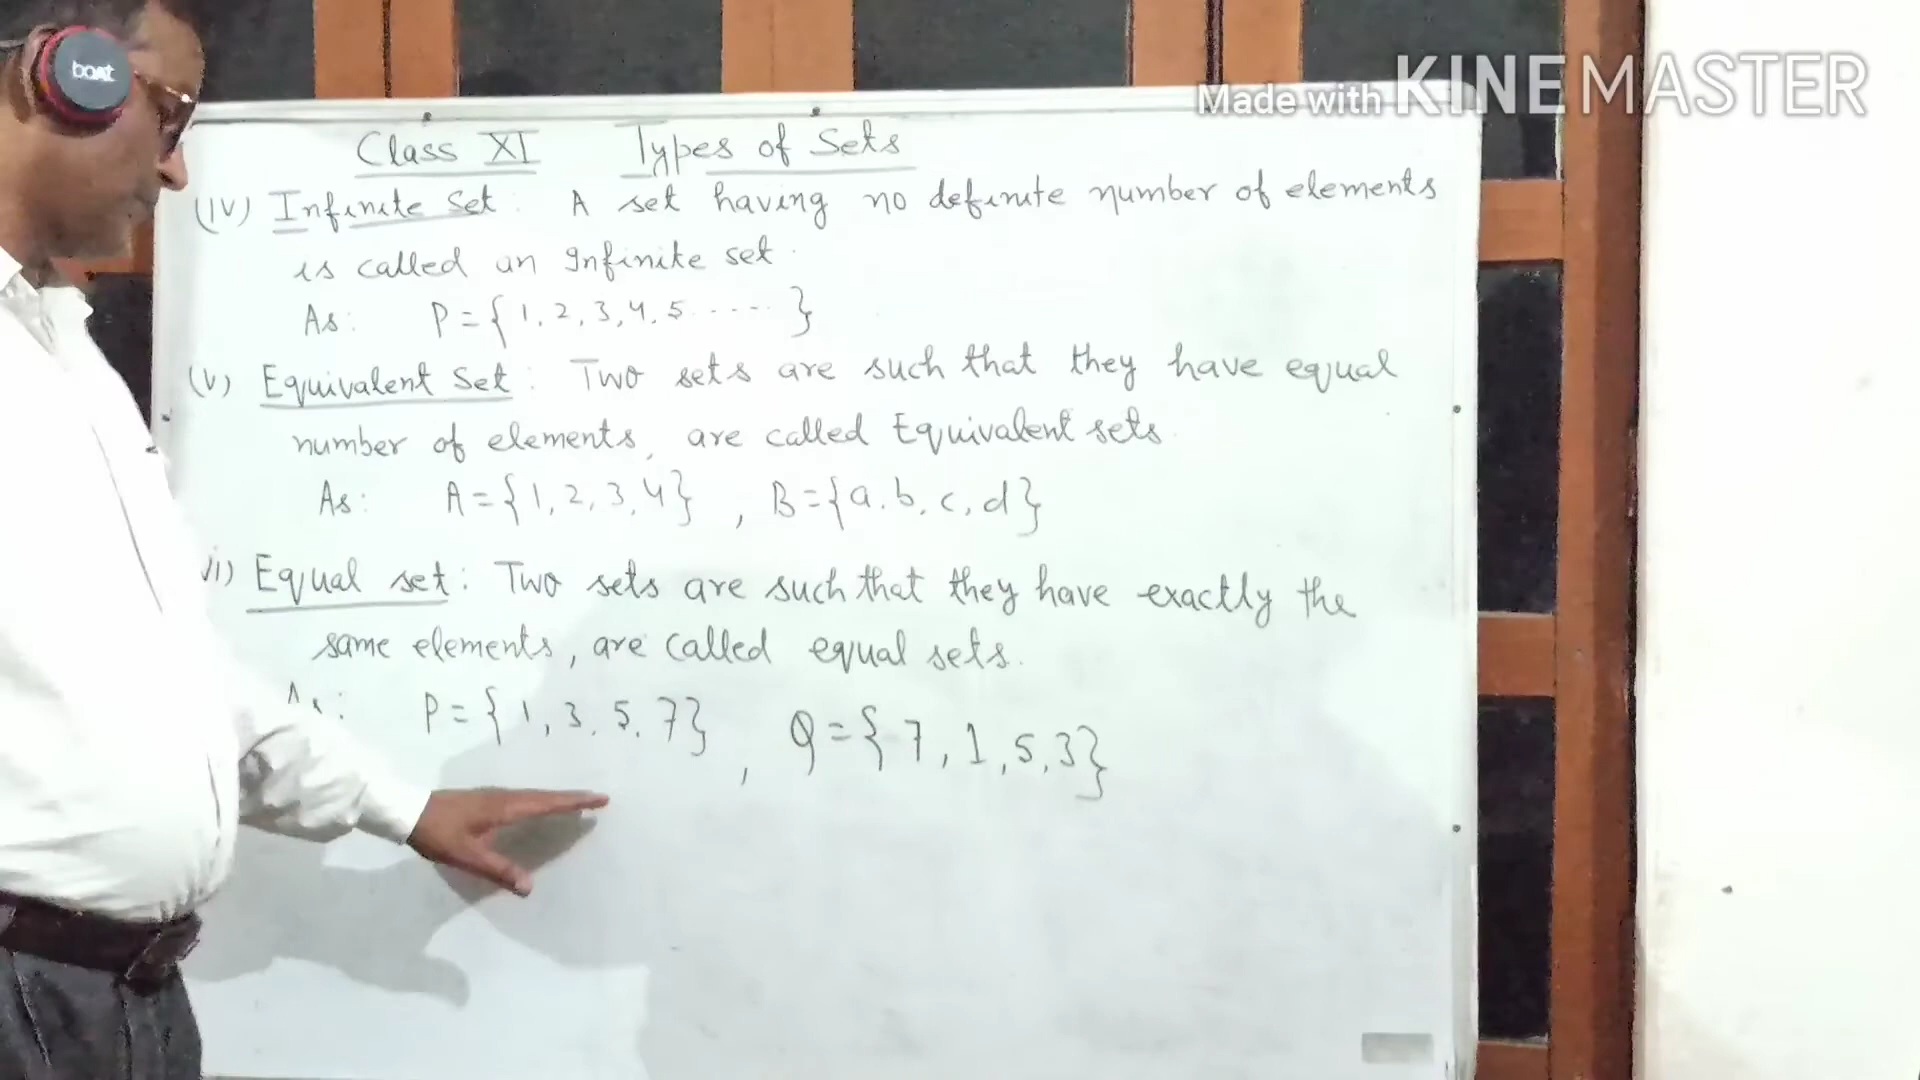 boAt
Made with KINEMASTER
Class XI Types of Sets
(IV) Infinite Set : A set having no definite number of elements
is called an Infinite set.
As: P = { 1, 2, 3, 4, 5 ..... }
(V) Equivalent Set : Two sets are such that they have equal
number of elements, are called Equivalent sets.
As: A = {1, 2, 3, 4} , B = {a, b, c, d}
vi) Equal set : Two sets are such that they have exactly the
same elements, are called equal sets.
As: P = { 1, 3, 5, 7} , Q = { 7, 1, 5, 3}